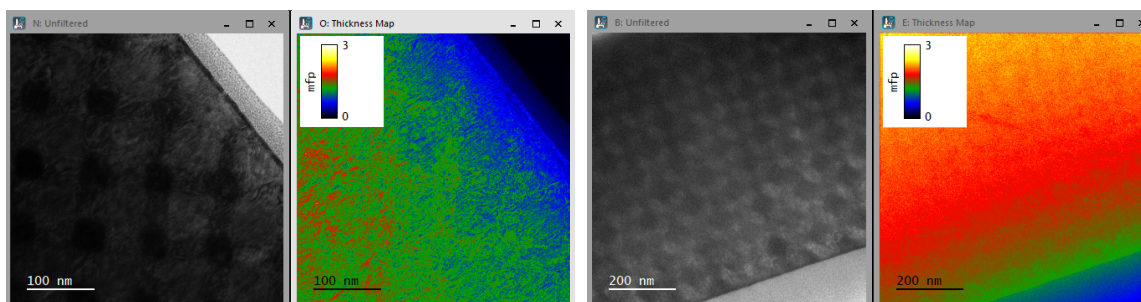 N: Unfiltered
O: Thickness Map
B: Unfiltered
E: Thickness Map
3
mfp
0
3
mfp
0
100 nm
100 nm
200 nm
200 nm